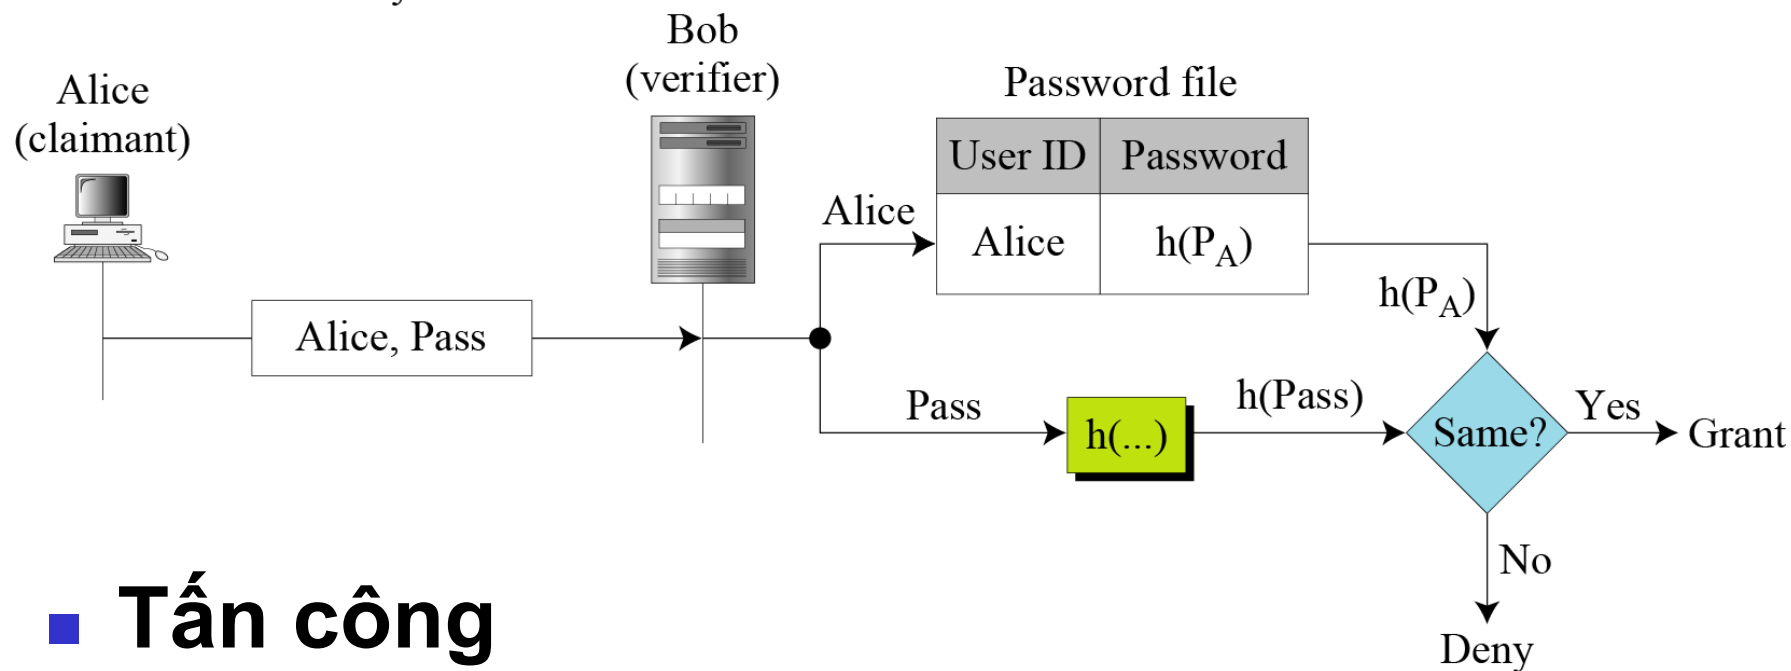 Bob
(verifier)
Alice
(claimant)
Password file
User ID Password
Alice
Alice h(PA)
h(PA)
Alice, Pass
Pass
h(...)
h(Pass)
Same?
Yes
Grant
No
Deny
Tấn công